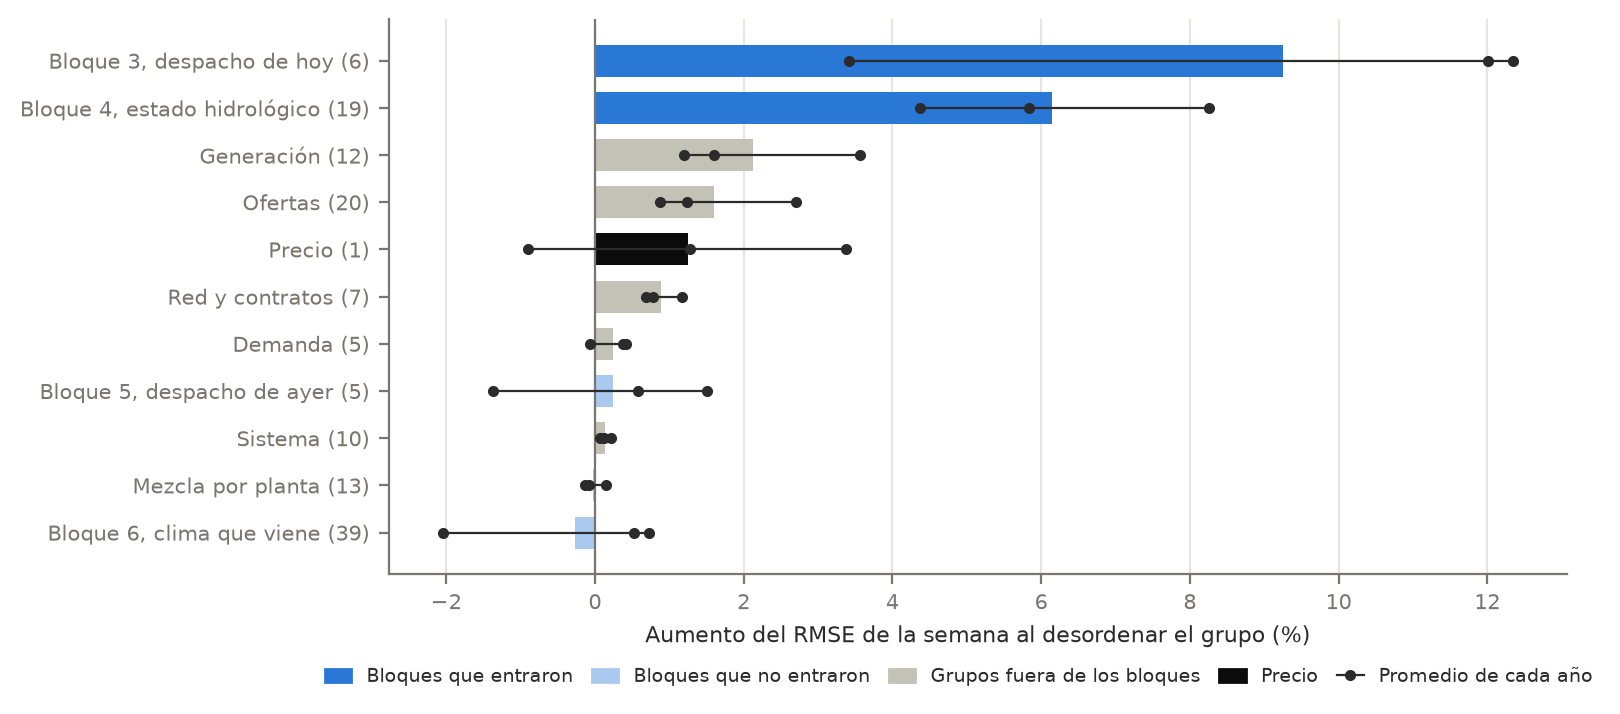 Bloque 3, despacho de hoy (6)
Bloque 4, estado hidrológico (19)
Generación (12)
Ofertas (20)
Precio (1)
Red y contratos (7)
Demanda (5)
Bloque 5, despacho de ayer (5)
Sistema (10)
Mezcla por planta (13)
Bloque 6, clima que viene (39)
−2 0 2 4 6 8 10 12
Aumento del RMSE de la semana al desordenar el grupo (%)
Bloques que entraron Bloques que no entraron Grupos fuera de los bloques Precio Promedio de cada año